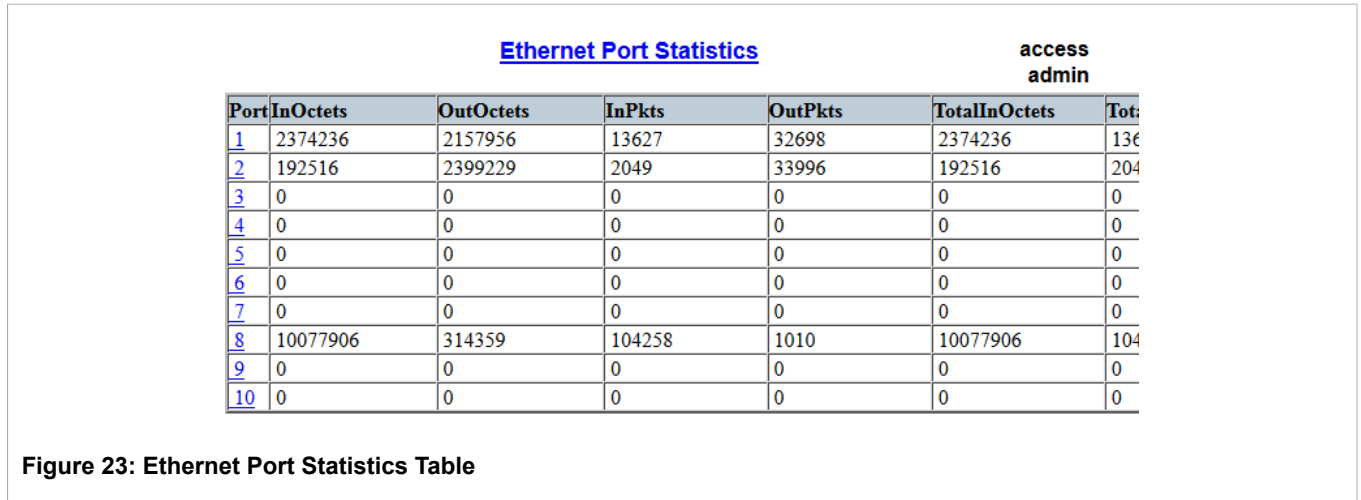 Ethernet Port Statistics
access
admin
Port InOctets OutOctets InPkts OutPkts TotalInOctets
1 2374236 2157956 13627 32698 2374236
2 192516 2399229 2049 33996 192516
3 0 0 0 0 0 0
4 0 0 0 0 0 0
5 0 0 0 0 0 0
6 0 0 0 0 0 0
7 0 0 0 0 0 0
8 10077906 314359 104258 1010 10077906
9 0 0 0 0 0 0
10 0 0 0 0 0 0
Figure 23: Ethernet Port Statistics Table